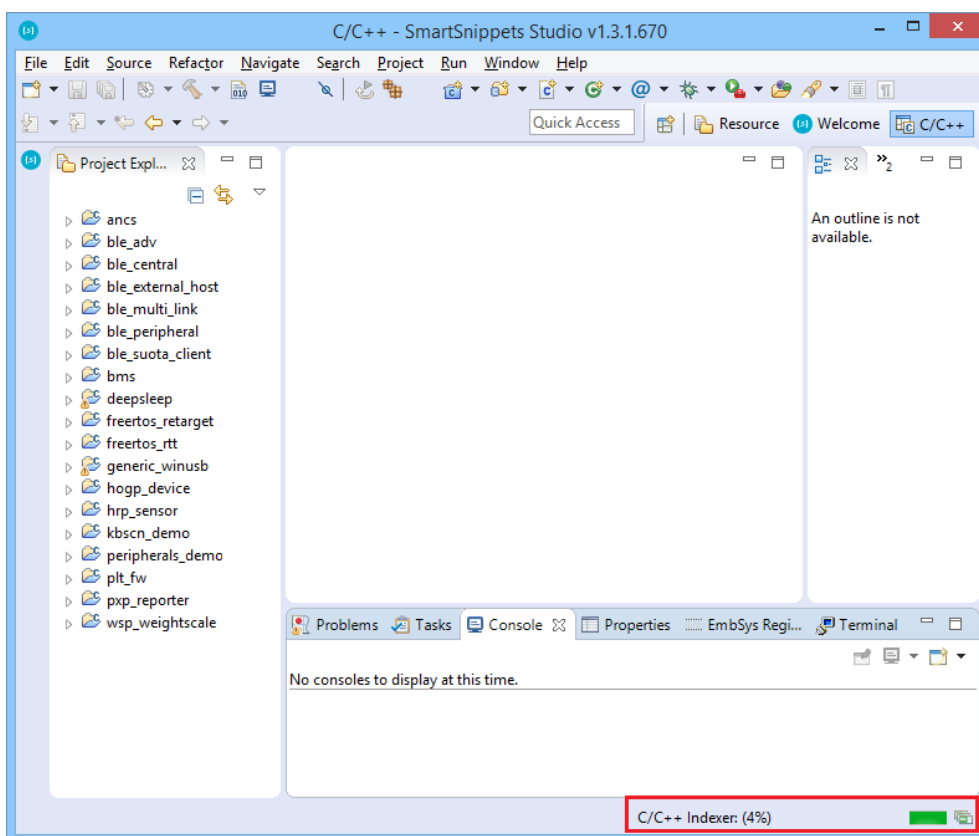 C/C++ - SmartSnippets Studio v1.3.1.670
File Edit Source Refactor Navigate Search Project Run Window Help
Quick Access Resource Welcome C/C++
Project Expl...
ancs
ble_adv
ble_central
ble_external_host
ble_multi_link
ble_peripheral
ble_suota_client
bms
deepsleep
freertos_retarget
freertos_rtt
generic_winusb
hogp_device
hrp_sensor
kbscn_demo
peripherals_demo
plt_fw
pxp_reporter
wsp_weightscale
»2
An outline is not
available.
Problems Tasks Console Properties EmbSys Regi... Terminal
No consoles to display at this time.
C/C++ Indexer: (4%)